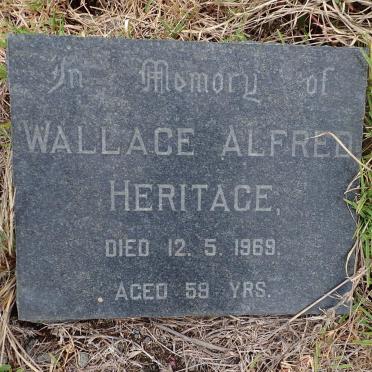 In Memory of
WALLACE ALFRED
HERITAGE,
DIED 12. 5. 1969.
AGED 59 YRS.